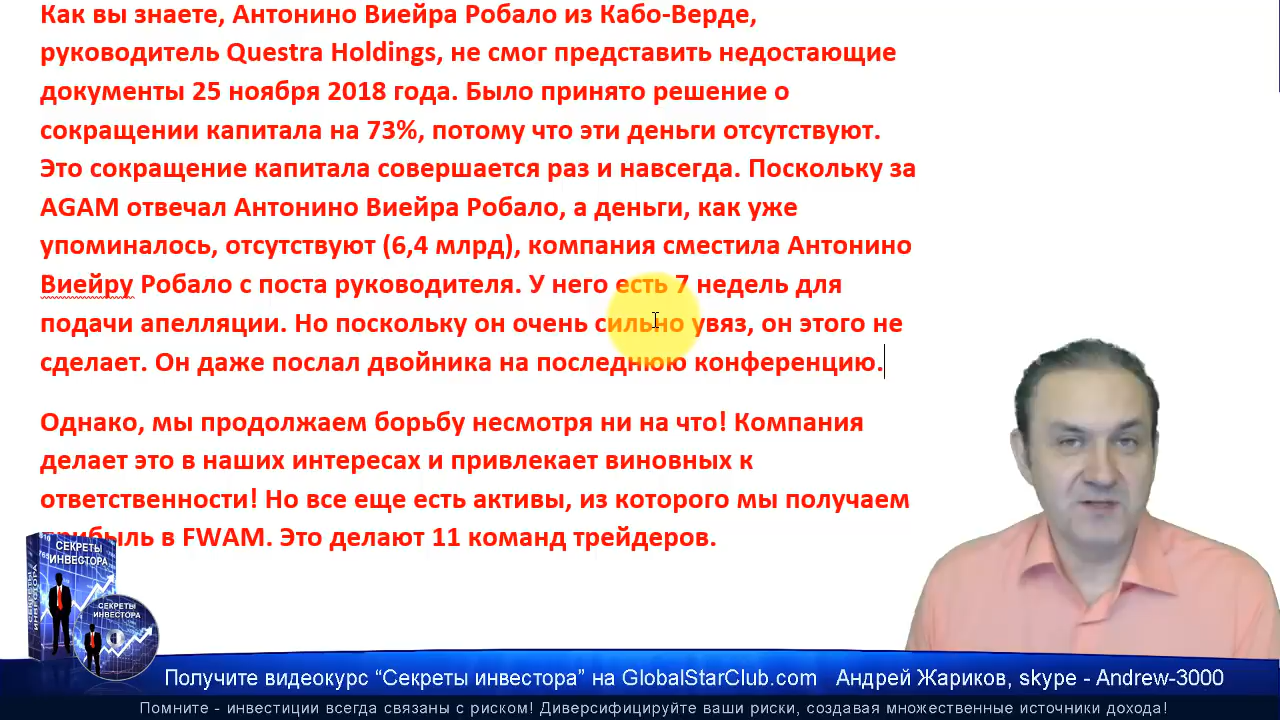 Как вы знаете, Антонино Виейра Робало из Кабо-Верде,
руководитель Questra Holdings, не смог представить недостающие
документы 25 ноября 2018 года. Было принято решение о
сокращении капитала на 73%, потому что эти деньги отсутствуют.
Это сокращение капитала совершается раз и навсегда. Поскольку за
AGAM отвечал Антонино Виейра Робало, а деньги, как уже
упоминалось, отсутствуют (6,4 млрд), компания сместила Антонино
Виейру Робало с поста руководителя. У него есть 7 недель для
подачи апелляции. Но поскольку он очень сильно увяз, он этого не
сделает. Он даже послал двойника на последнюю конференцию.
Однако, мы продолжаем борьбу несмотря ни на что! Компания
делает это в наших интересах и привлекает виновных к
ответственности! Но все еще есть активы, из которого мы получаем
прибыль в FWAM. Это делают 11 команд трейдеров.
СЕКРЕТЫ
ИНВЕСТОРА
СЕКРЕТЫ
ИНВЕСТОРА
Получите видеокурс “Секреты инвестора” на GlobalStarClub.com Андрей Жариков, skype - Andrew-3000
Помните - инвестиции всегда связаны с риском! Диверсифицируйте ваши риски, создавая множественные источники дохода!